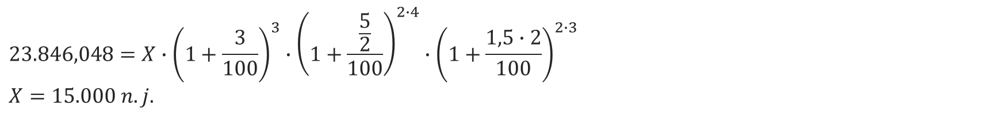 23.846,048 = X · (1 + 3/100)^3 · (1 + 5/2/100)^2·4 · (1 + 1,5 · 2/100)^2·3
X = 15.000 n. j.